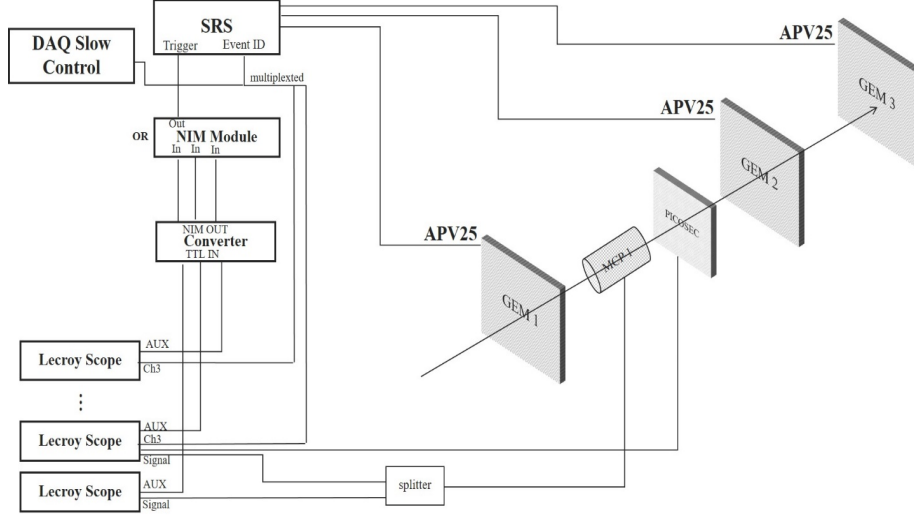 SRS
Trigger
Event ID
DAQ Slow
Control
multiplexted
APV25
APV25
APV25
GEM 3
Out
OR
NIM Module
In
In
In
GEM 2
PICOSEC
NIM OUT
Converter
TTL IN
MCP 1
GEM 1
Lecroy Scope
AUX
Ch3
Lecroy Scope
AUX
Ch3
Signal
Lecroy Scope
AUX
Signal
splitter